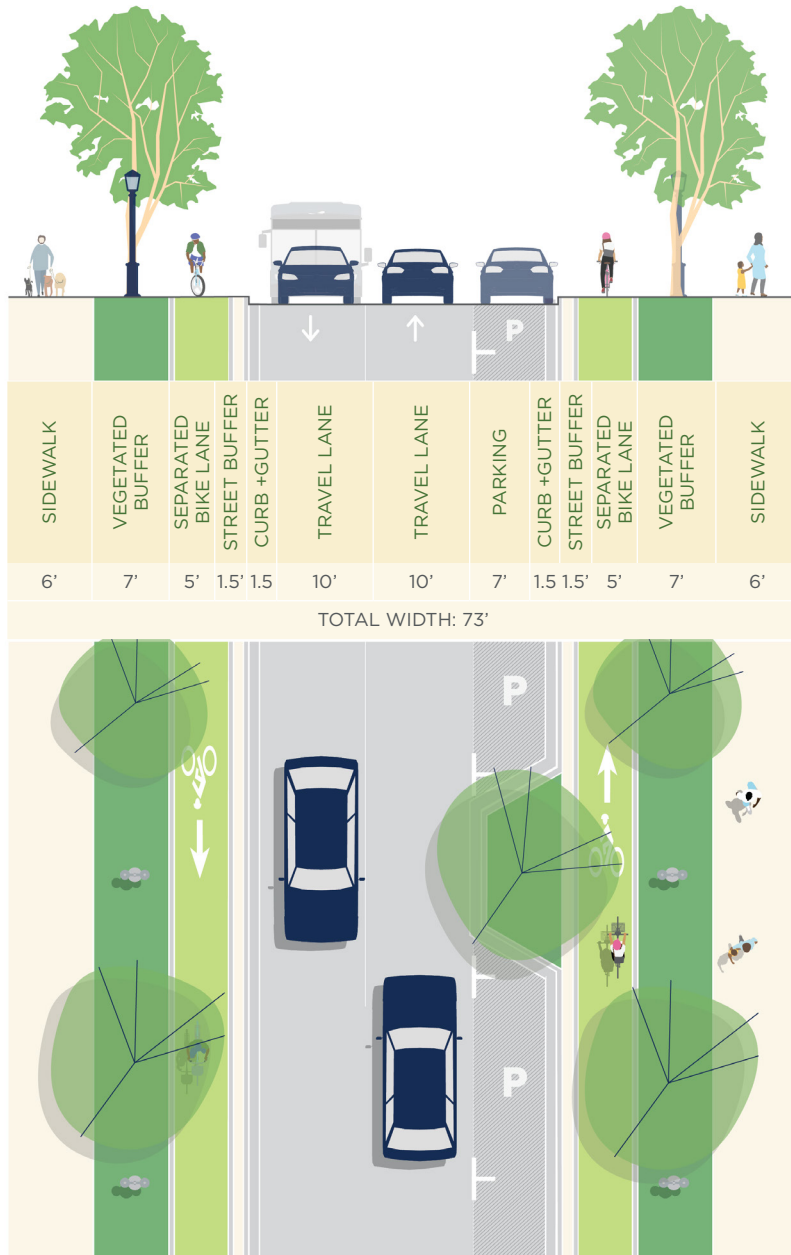 P
SIDEWALK
VEGETATED
BUFFER
SEPARATED
BIKE LANE
STREET BUFFER
CURB +GUTTER
TRAVEL LANE
TRAVEL LANE
PARKING
CURB +GUTTER
STREET BUFFER
SEPARATED
BIKE LANE
VEGETATED
BUFFER
SIDEWALK
6' 7' 5' 1.5' 1.5 10' 10' 7' 1.5 1.5' 5' 7' 6'
TOTAL WIDTH: 73'
P
P